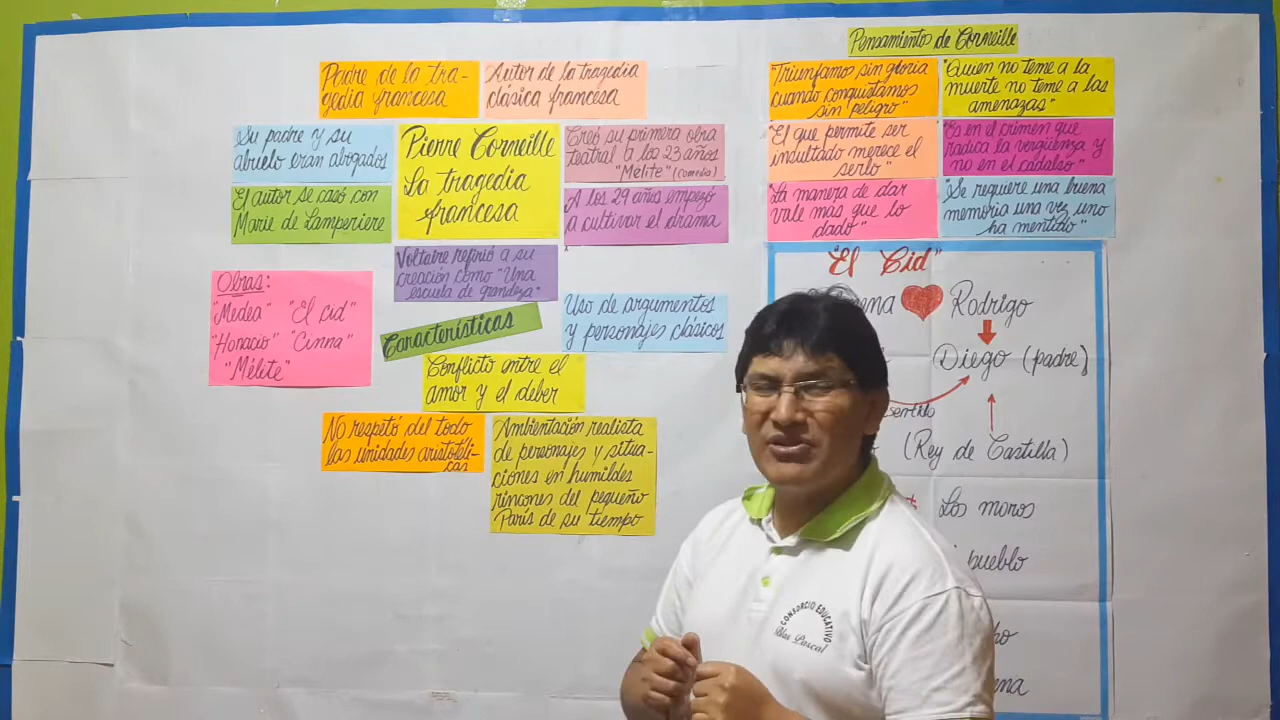 Padre de la tra-
gedia francesa
Autor de la tragedia
clásica francesa
Su padre y su
abuelo eran abogados
Pierre Corneille
La tragedia
francesa
Creó su primera obra
teatral a los 23 años
"Mélite" (comedia)
El autor se casó con
Marie de Lamperiere
A los 29 años empezó
a cultivar el drama
Voltaire refirió a su
creación como "Una
escuela de grandeza"
Obras:
"Medea" "El cid"
"Horacio" "Cinna"
"Mélite"
Características
Uso de argumentos
y personajes clásicos
Conflicto entre el
amor y el deber
No respetó del todo
las unidades aristotéli-
cas
Ambientación realista
de personajes y situa-
ciones en humildes
rincones del pequeño
París de su tiempo
Pensamientos de Corneille
"Triunfamos sin gloria
cuando conquistamos
sin peligro"
"Quien no teme a la
muerte no teme a las
amenazas"
"El que permite ser
insultado merece el
serlo"
"Es en el crimen que
radica la vergüenza y
no en el cadalso"
"La manera de dar
vale mas que lo
dado"
"Se requiere una buena
memoria una vez uno
ha mentido"
"El Cid"
ena Rodrigo
Diego (padre)
(Rey de Castilla)
Los moros
pueblo
ho
ena
CONSORCIO EDUCATIVO
Blas Pascal